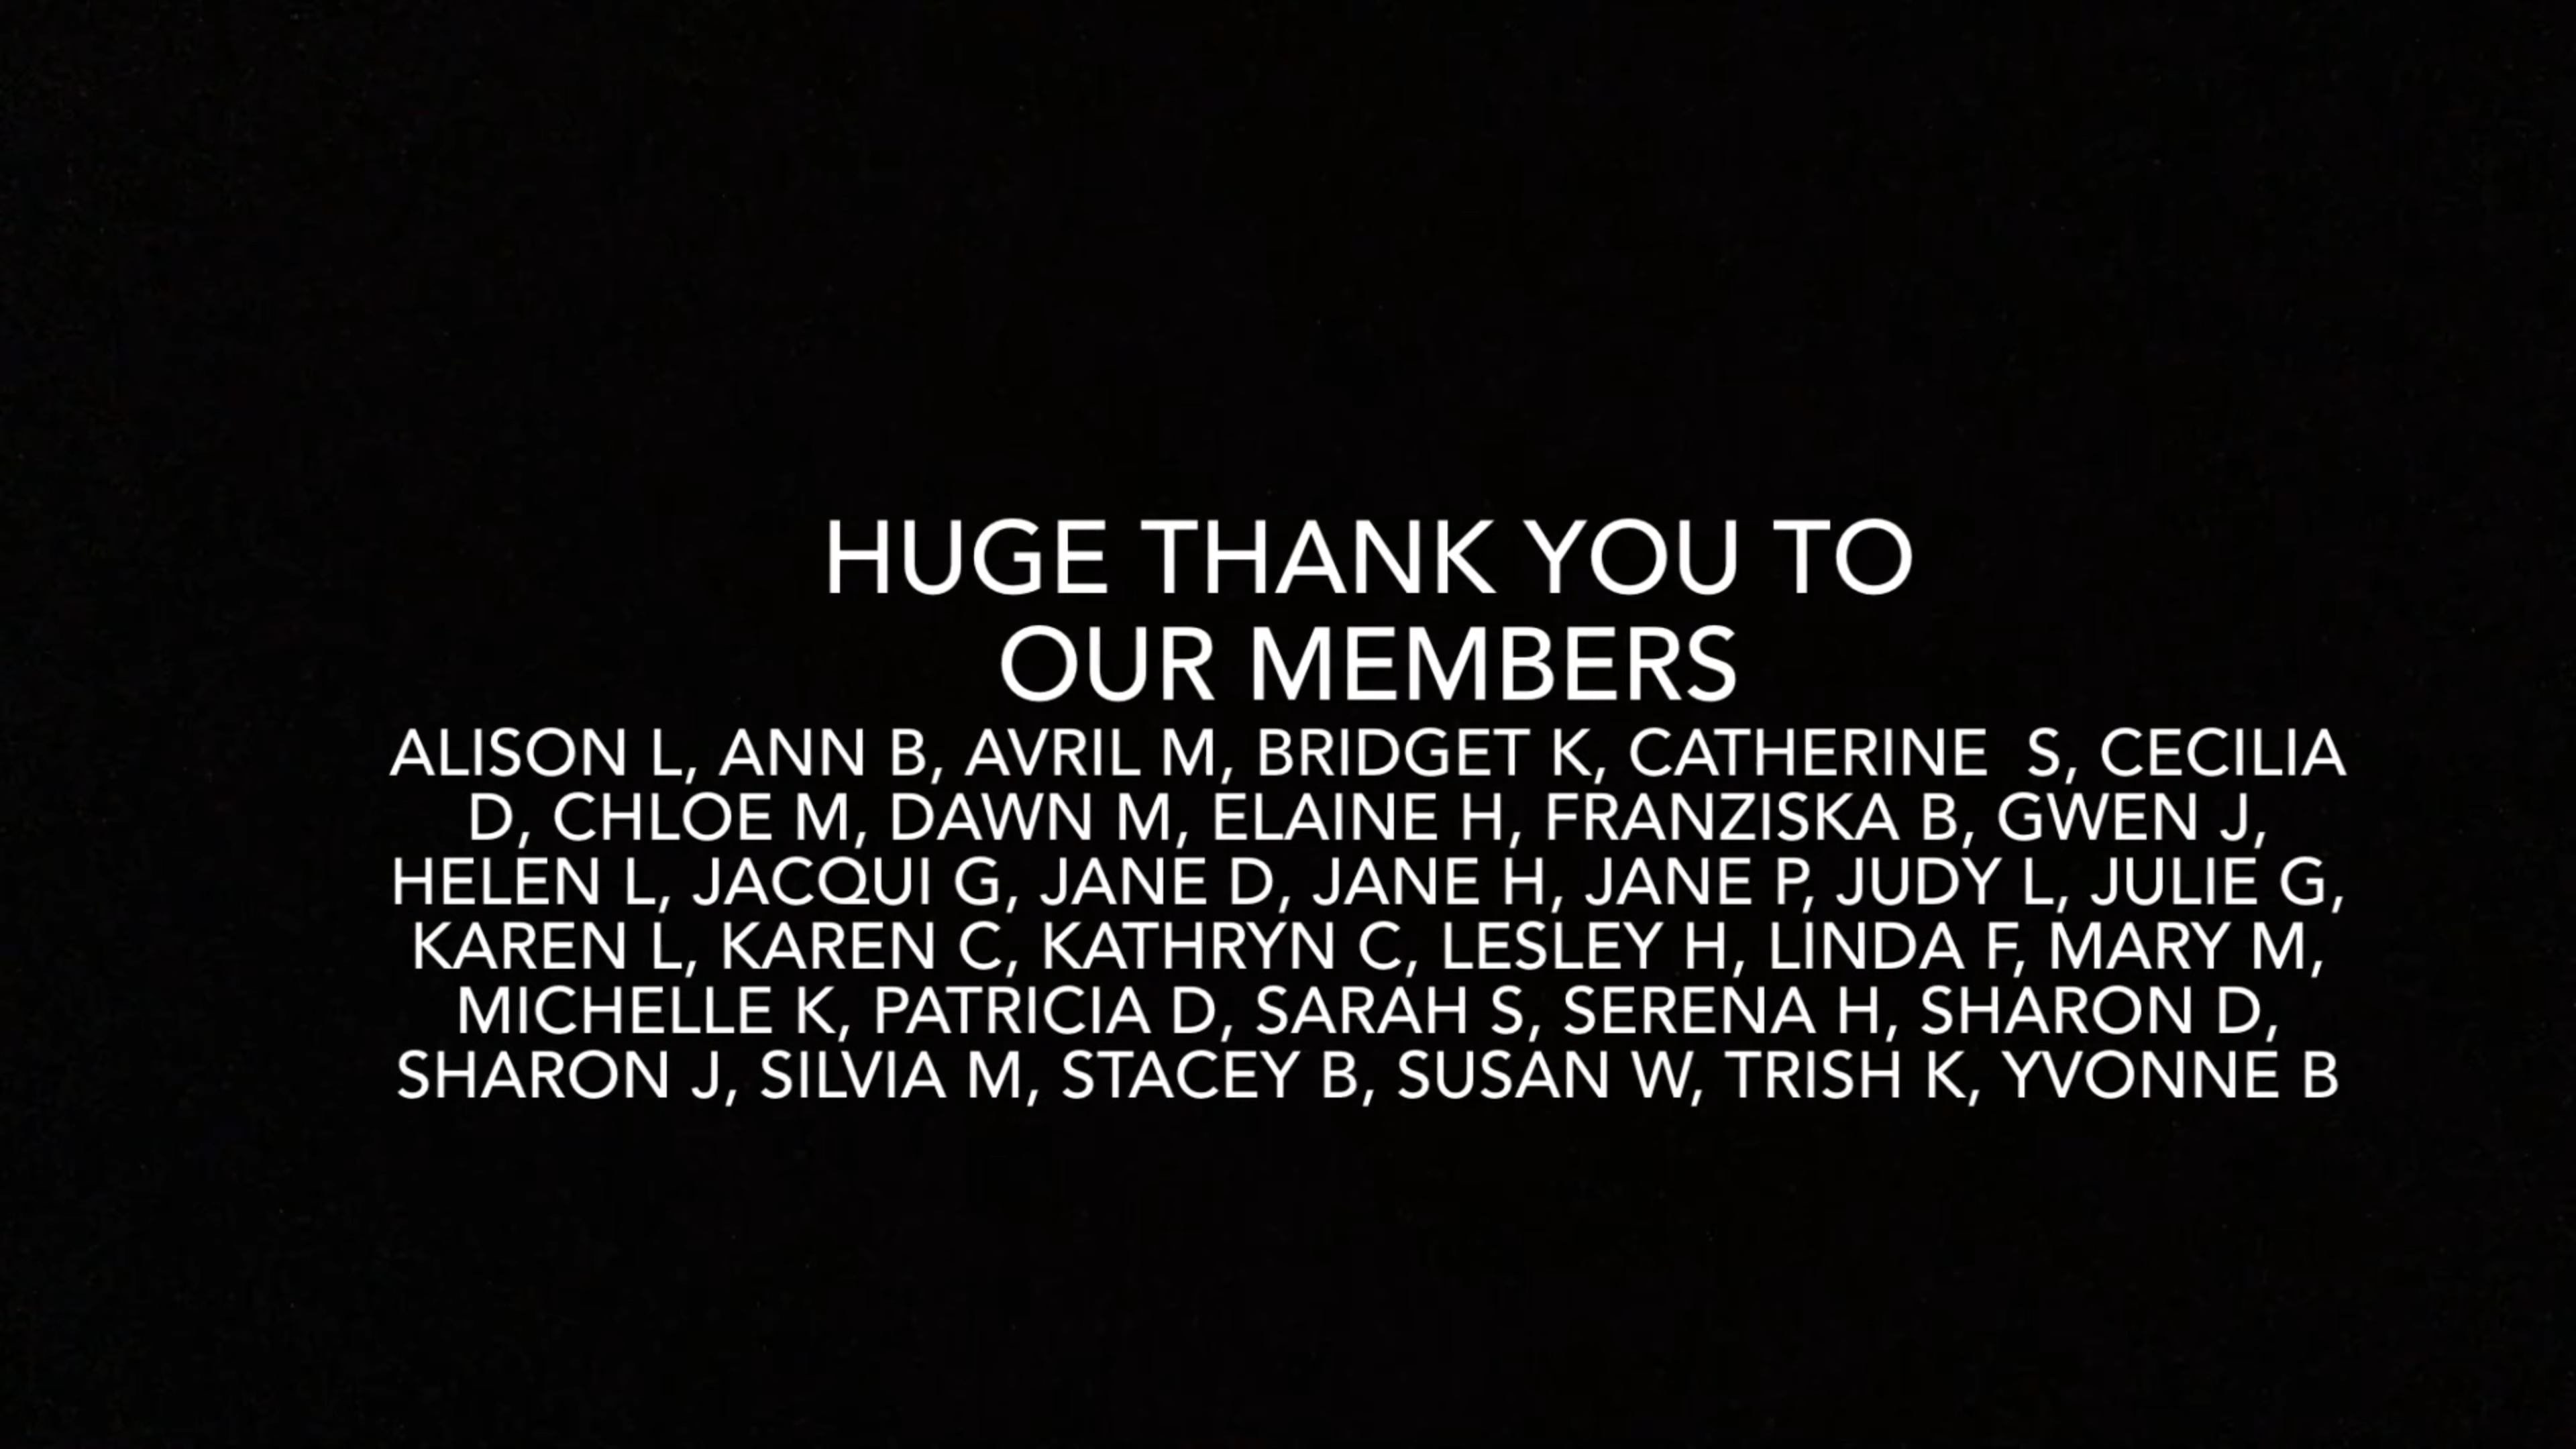 HUGE THANK YOU TO
OUR MEMBERS
ALISON L, ANN B, AVRIL M, BRIDGET K, CATHERINE  S, CECILIA
D, CHLOE M, DAWN M, ELAINE H, FRANZISKA B, GWEN J,
HELEN L, JACQUI G, JANE D, JANE H, JANE P, JUDY L, JULIE G,
KAREN L, KAREN C, KATHRYN C, LESLEY H, LINDA F, MARY M,
MICHELLE K, PATRICIA D, SARAH S, SERENA H, SHARON D,
SHARON J, SILVIA M, STACEY B, SUSAN W, TRISH K, YVONNE B